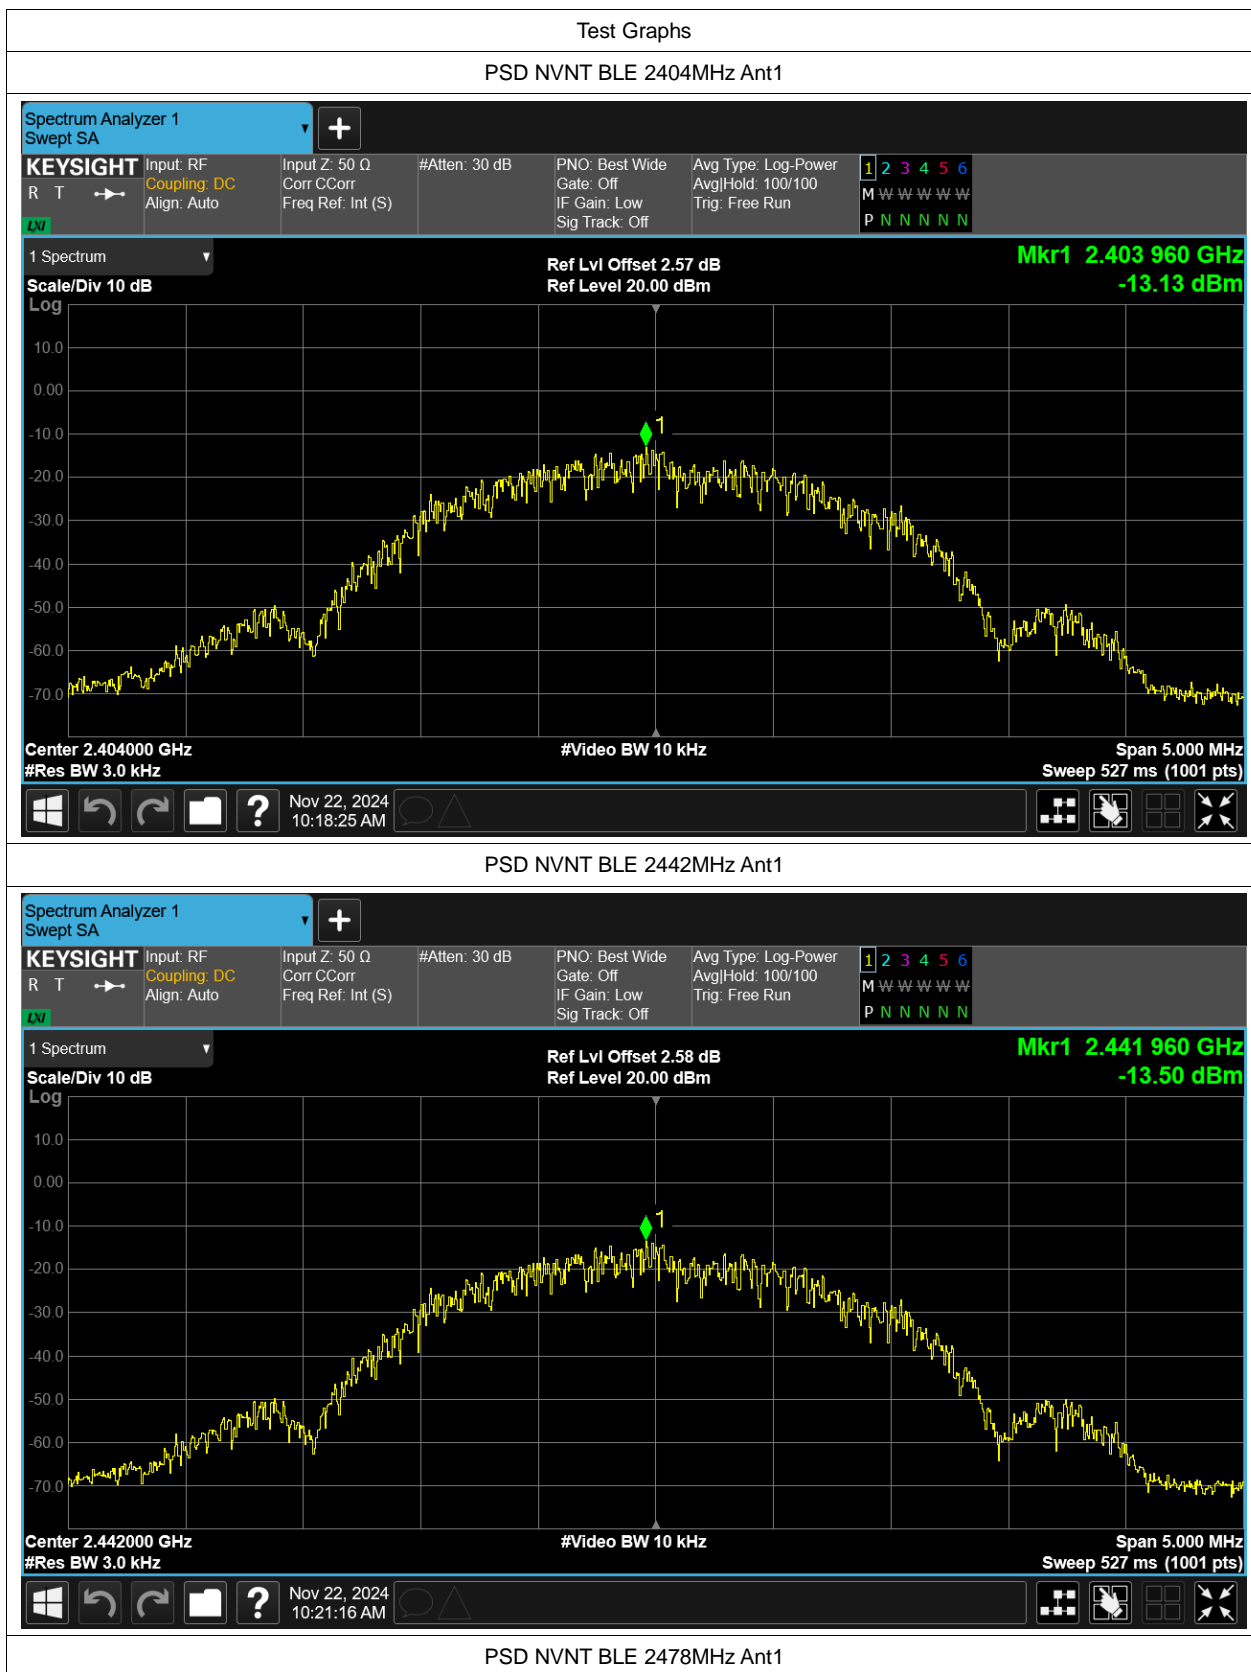 Test Graphs
PSD NVNT BLE 2404MHz Ant1
Spectrum Analyzer 1
Swept SA
KEYSIGHT Input: RF Input Z: 50 Ω #Atten: 30 dB PNO: Best Wide Avg Type: Log-Power 1 2 3 4 5 6
R T Coupling: DC Corr CCorr Gate: Off Avg|Hold: 100/100 M W W W W W
Align: Auto Freq Ref: Int (S) IF Gain: Low Trig: Free Run P N N N N N
LXI Sig Track: Off
1 Spectrum Ref Lvl Offset 2.57 dB Mkr1 2.403 960 GHz
Scale/Div 10 dB Ref Level 20.00 dBm -13.13 dBm
Log
10.0
0.00
1
-10.0
-20.0
-30.0
-40.0
-50.0
-60.0
-70.0
Center 2.404000 GHz #Video BW 10 kHz Span 5.000 MHz
#Res BW 3.0 kHz Sweep 527 ms (1001 pts)
? Nov 22, 2024
10:18:25 AM
PSD NVNT BLE 2442MHz Ant1
Spectrum Analyzer 1
Swept SA
KEYSIGHT Input: RF Input Z: 50 Ω #Atten: 30 dB PNO: Best Wide Avg Type: Log-Power 1 2 3 4 5 6
R T Coupling: DC Corr CCorr Gate: Off Avg|Hold: 100/100 M W W W W W
Align: Auto Freq Ref: Int (S) IF Gain: Low Trig: Free Run P N N N N N
LXI Sig Track: Off
1 Spectrum Ref Lvl Offset 2.58 dB Mkr1 2.441 960 GHz
Scale/Div 10 dB Ref Level 20.00 dBm -13.50 dBm
Log
10.0
0.00
1
-10.0
-20.0
-30.0
-40.0
-50.0
-60.0
-70.0
Center 2.442000 GHz #Video BW 10 kHz Span 5.000 MHz
#Res BW 3.0 kHz Sweep 527 ms (1001 pts)
? Nov 22, 2024
10:21:16 AM
PSD NVNT BLE 2478MHz Ant1